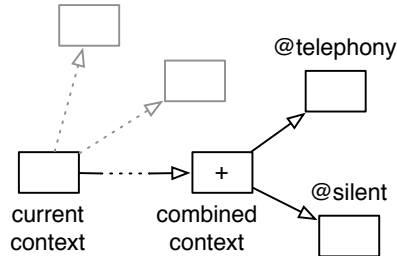 @telephony
+
@silent
current
context
combined
context